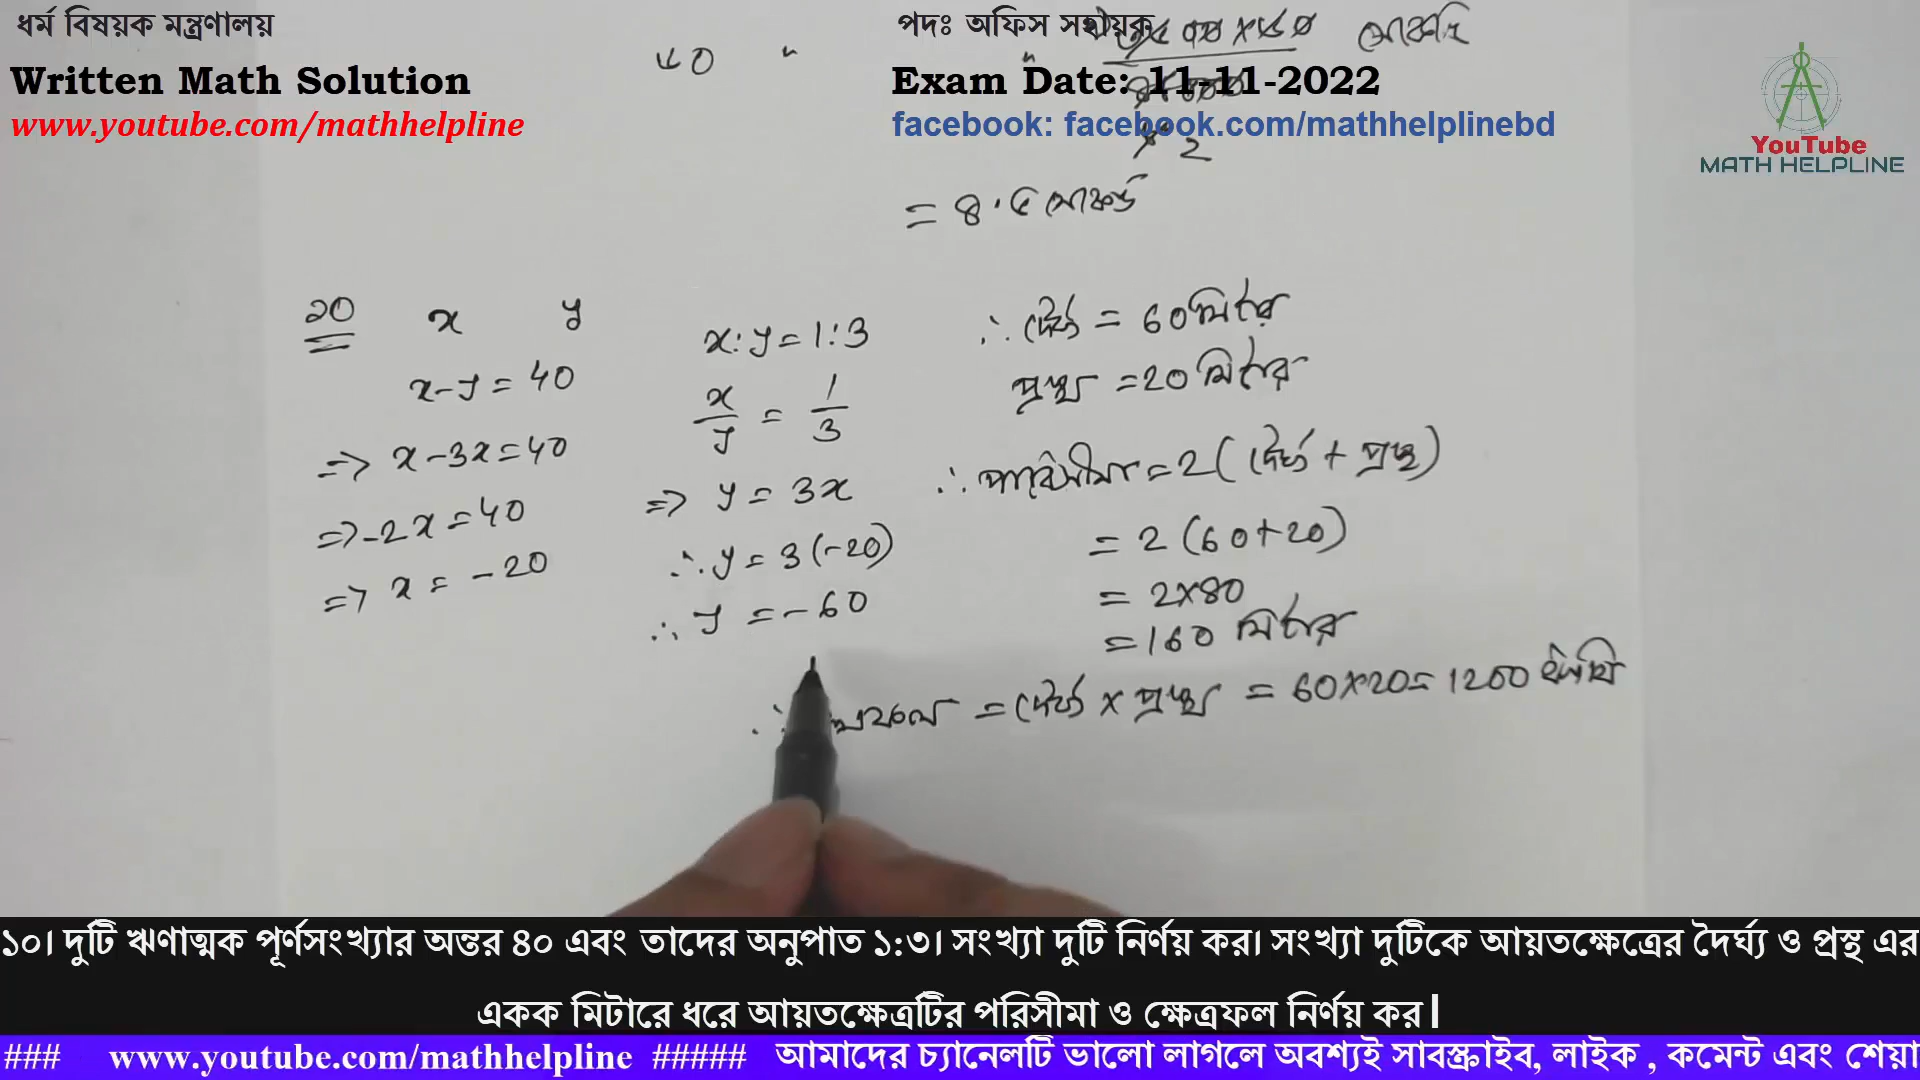 ধর্ম বিষয়ক মন্ত্রণালয়
পদঃ অফিস সহায়ক
Written Math Solution
Exam Date: 11-11-2022
www.youtube.com/mathhelpline
facebook: facebook.com/mathhelplinebd
YouTube
MATH HELPLINE
2
= ৪.৫ সেকেন্ড
১০
x y
x-y = 40
=> x-3x=40
=> -2x = 40
=> x = -20
x:y = 1:3
x/y = 1/3
=> y = 3x
∴ y = 3(-20)
∴ y = -60
∴ দৈর্ঘ্য = 60 মিটার
প্রস্থ = 20 মিটার
∴ পরিসীমা = 2(দৈর্ঘ্য + প্রস্থ)
= 2(60+20)
= 2×80
= 160 মিটার
= দৈর্ঘ্য × প্রস্থ = 60×20 = 1200 বঃমিঃ
১০। দুটি ঋণাত্মক পূর্ণসংখ্যার অন্তর ৪০ এবং তাদের অনুপাত ১:৩। সংখ্যা দুটি নির্ণয় কর। সংখ্যা দুটিকে আয়তক্ষেত্রের দৈর্ঘ্য ও প্রস্থ এর
একক মিটারে ধরে আয়তক্ষেত্রটির পরিসীমা ও ক্ষেত্রফল নির্ণয় কর।
### www.youtube.com/mathhelpline ##### আমাদের চ্যানেলটি ভালো লাগলে অবশ্যই সাবস্ক্রাইব, লাইক , কমেন্ট এবং শেয়া